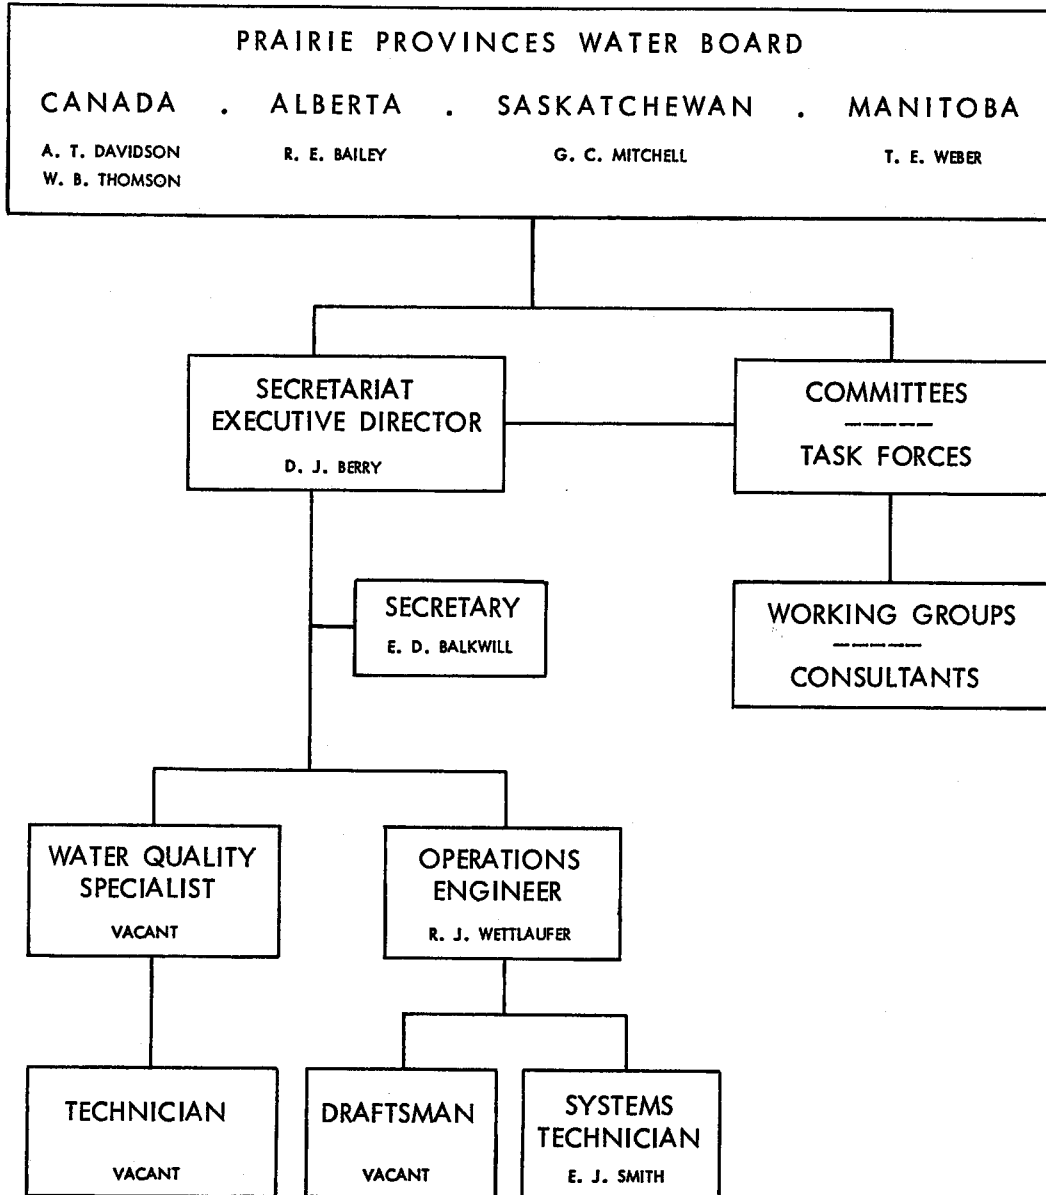 PRAIRIE PROVINCES WATER BOARD
CANADA . ALBERTA . SASKATCHEWAN . MANITOBA
A. T. DAVIDSON R. E. BAILEY G. C. MITCHELL T. E. WEBER
W. B. THOMSON
SECRETARIAT
EXECUTIVE DIRECTOR
D. J. BERRY
COMMITTEES
TASK FORCES
SECRETARY
E. D. BALKWILL
WORKING GROUPS
CONSULTANTS
WATER QUALITY
SPECIALIST
VACANT
OPERATIONS
ENGINEER
R. J. WETTLAUFER
TECHNICIAN
VACANT
DRAFTSMAN
VACANT
SYSTEMS
TECHNICIAN
E. J. SMITH